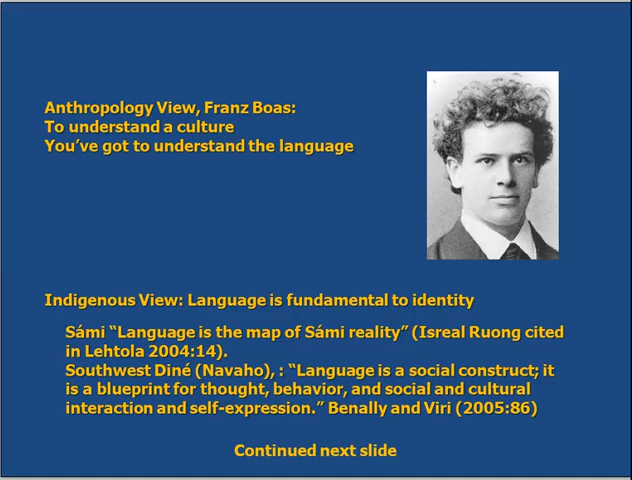 Anthropology View, Franz Boas:
To understand a culture
You've got to understand the language
Indigenous View: Language is fundamental to identity
Sámi “Language is the map of Sámi reality” (Isreal Ruong cited
in Lehtola 2004:14).
Southwest Diné (Navaho), : “Language is a social construct; it
is a blueprint for thought, behavior, and social and cultural
interaction and self-expression.” Benally and Viri (2005:86)
Continued next slide